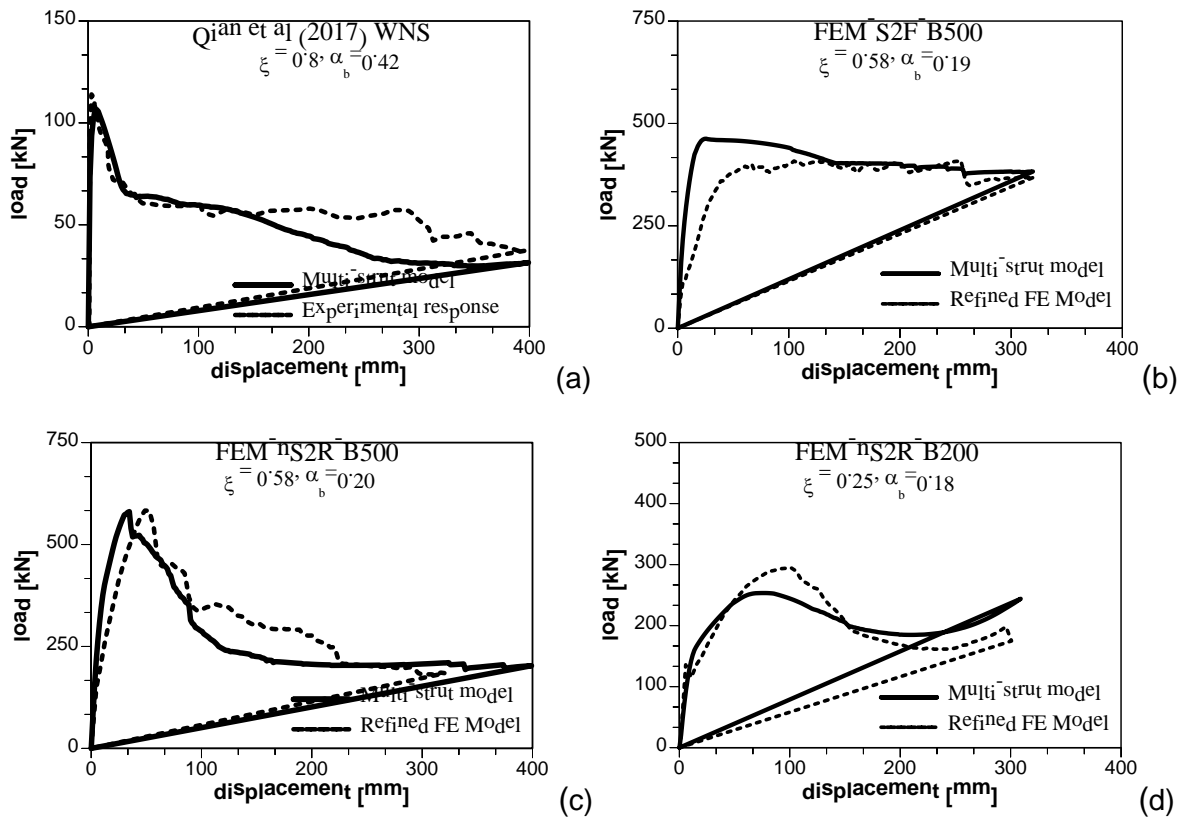 150
Qian et al (2017) WNS
ξ = 0.8, α_b = 0.42
100
load [kN]
50
Multi-strut model
Experimental response
0
0 100 200 300 400
displacement [mm]
(a)
750
FEM-S2F-B500
ξ = 0.58, α_b = 0.19
500
load [kN]
250
Multi-strut model
Refined FE Model
0
0 100 200 300 400
displacement [mm]
(b)
750
FEM-nS2R-B500
ξ = 0.58, α_b = 0.20
500
load [kN]
250
Multi-strut model
Refined FE Model
0
0 100 200 300 400
displacement [mm]
(c)
500
FEM-nS2R-B200
ξ = 0.25, α_b = 0.18
400
300
load [kN]
200
100
Multi-strut model
Refined FE Model
0
0 100 200 300 400
displacement [mm]
(d)